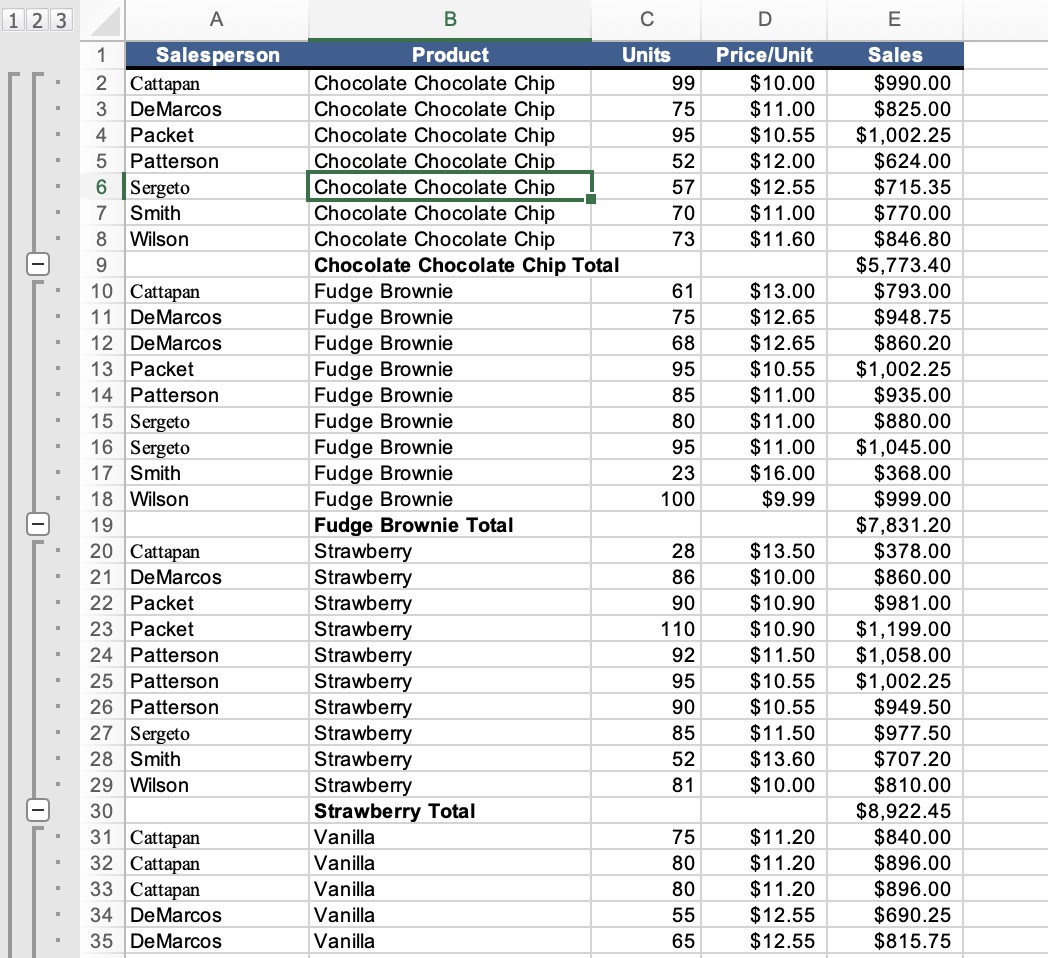 1 2 3 A B C D E
1 Salesperson Product Units Price/Unit Sales
2 Cattapan Chocolate Chocolate Chip 99 $10.00 $990.00
3 DeMarcos Chocolate Chocolate Chip 75 $11.00 $825.00
4 Packet Chocolate Chocolate Chip 95 $10.55 $1,002.25
5 Patterson Chocolate Chocolate Chip 52 $12.00 $624.00
6 Sergeto Chocolate Chocolate Chip 57 $12.55 $715.35
7 Smith Chocolate Chocolate Chip 70 $11.00 $770.00
8 Wilson Chocolate Chocolate Chip 73 $11.60 $846.80
9 Chocolate Chocolate Chip Total $5,773.40
10 Cattapan Fudge Brownie 61 $13.00 $793.00
11 DeMarcos Fudge Brownie 75 $12.65 $948.75
12 DeMarcos Fudge Brownie 68 $12.65 $860.20
13 Packet Fudge Brownie 95 $10.55 $1,002.25
14 Patterson Fudge Brownie 85 $11.00 $935.00
15 Sergeto Fudge Brownie 80 $11.00 $880.00
16 Sergeto Fudge Brownie 95 $11.00 $1,045.00
17 Smith Fudge Brownie 23 $16.00 $368.00
18 Wilson Fudge Brownie 100 $9.99 $999.00
19 Fudge Brownie Total $7,831.20
20 Cattapan Strawberry 28 $13.50 $378.00
21 DeMarcos Strawberry 86 $10.00 $860.00
22 Packet Strawberry 90 $10.90 $981.00
23 Packet Strawberry 110 $10.90 $1,199.00
24 Patterson Strawberry 92 $11.50 $1,058.00
25 Patterson Strawberry 95 $10.55 $1,002.25
26 Patterson Strawberry 90 $10.55 $949.50
27 Sergeto Strawberry 85 $11.50 $977.50
28 Smith Strawberry 52 $13.60 $707.20
29 Wilson Strawberry 81 $10.00 $810.00
30 Strawberry Total $8,922.45
31 Cattapan Vanilla 75 $11.20 $840.00
32 Cattapan Vanilla 80 $11.20 $896.00
33 Cattapan Vanilla 80 $11.20 $896.00
34 DeMarcos Vanilla 55 $12.55 $690.25
35 DeMarcos Vanilla 65 $12.55 $815.75